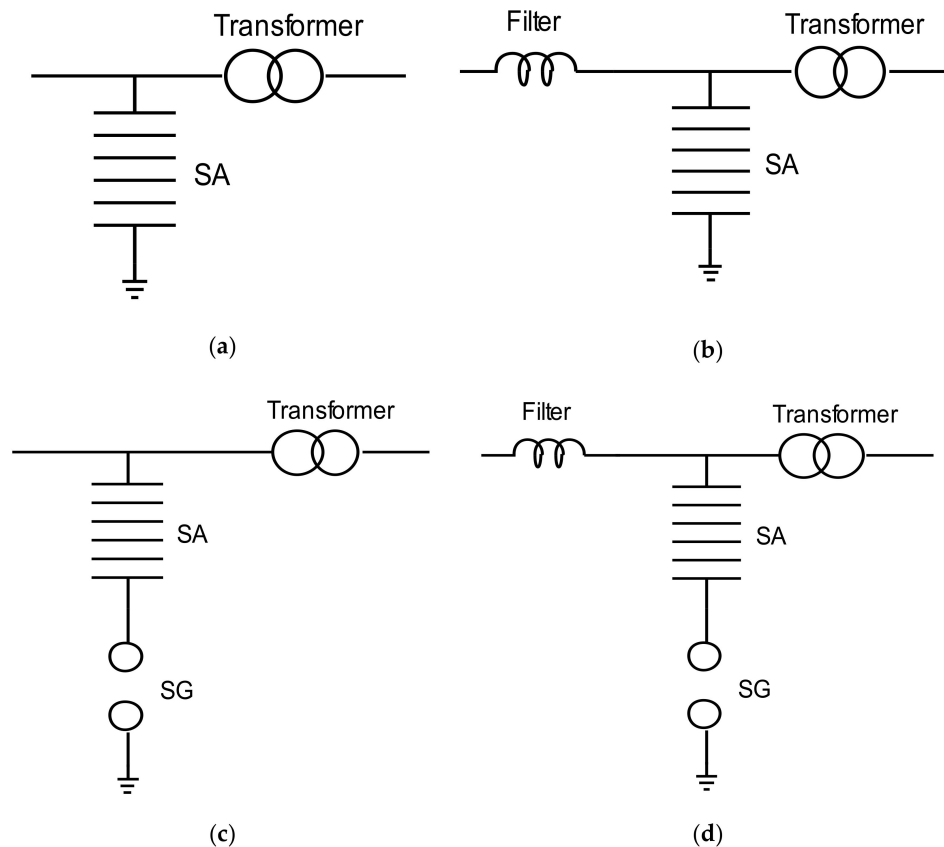 Transformer
SA
(a)
Filter
Transformer
SA
(b)
Transformer
SA
SG
(c)
Filter
Transformer
SA
SG
(d)